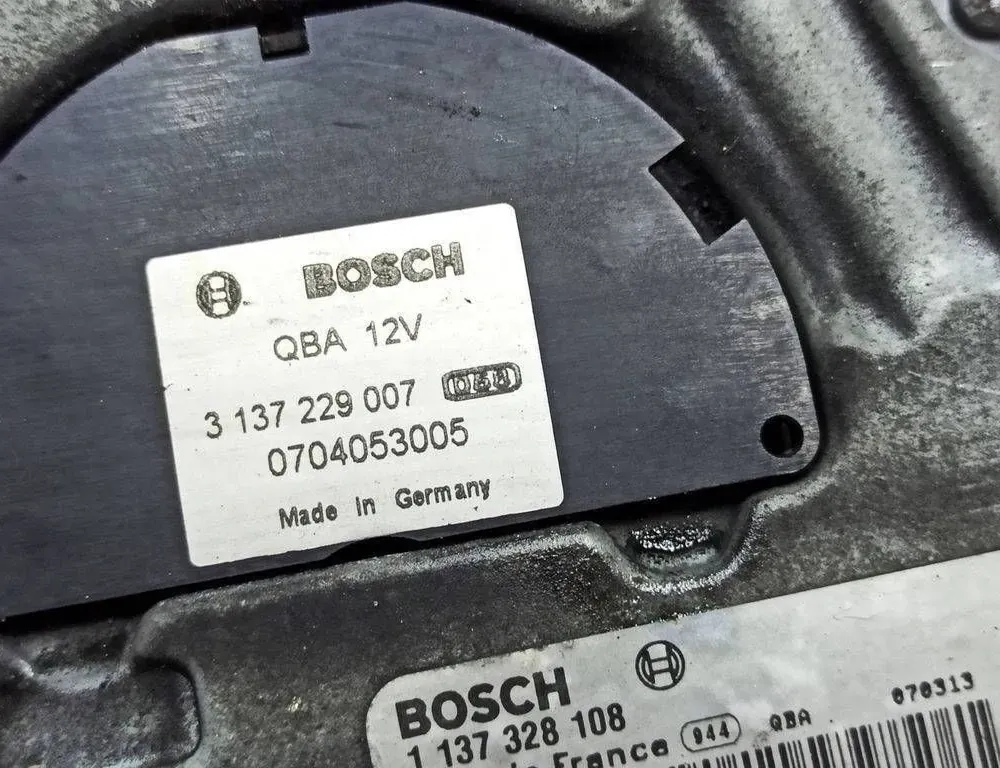 BOSCH
QBA 12V
3 137 229 007
0704053005
Made in Germany
BOSCH
1 137 328 108
France 944 QBA 070313